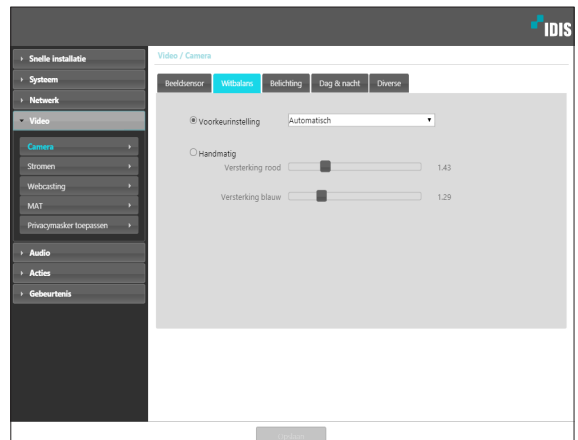 IDIS
Snelle installatie
Systeem
Netwerk
Video
Camera
Stromen
Webcasting
MAT
Privacymasker toepassen
Audio
Acties
Gebeurtenis
Video / Camera
Beeldsensor Witbalans Belichting Dag & nacht Diverse
Voorkeurinstelling Automatisch
Handmatig
Versterking rood 1.43
Versterking blauw 1.29